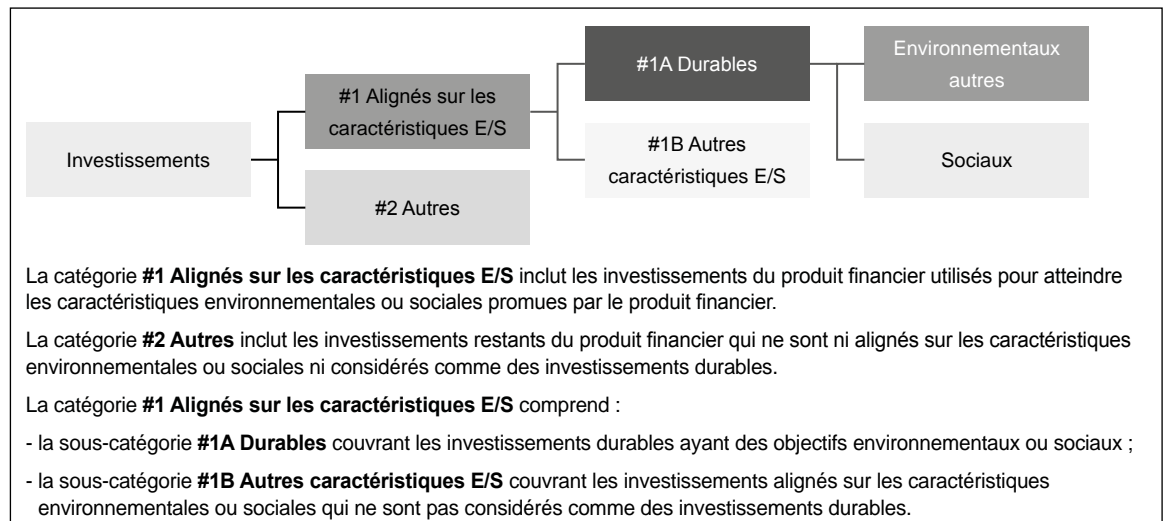 Investissements
#1 Alignés sur les
caractéristiques E/S
#2 Autres
#1A Durables
#1B Autres
caractéristiques E/S
Environnementaux
autres
Sociaux
La catégorie #1 Alignés sur les caractéristiques E/S inclut les investissements du produit financier utilisés pour atteindre
les caractéristiques environnementales ou sociales promues par le produit financier.
La catégorie #2 Autres inclut les investissements restants du produit financier qui ne sont ni alignés sur les caractéristiques
environnementales ou sociales ni considérés comme des investissements durables.
La catégorie #1 Alignés sur les caractéristiques E/S comprend :
- la sous-catégorie #1A Durables couvrant les investissements durables ayant des objectifs environnementaux ou sociaux ;
- la sous-catégorie #1B Autres caractéristiques E/S couvrant les investissements alignés sur les caractéristiques
environnementales ou sociales qui ne sont pas considérés comme des investissements durables.